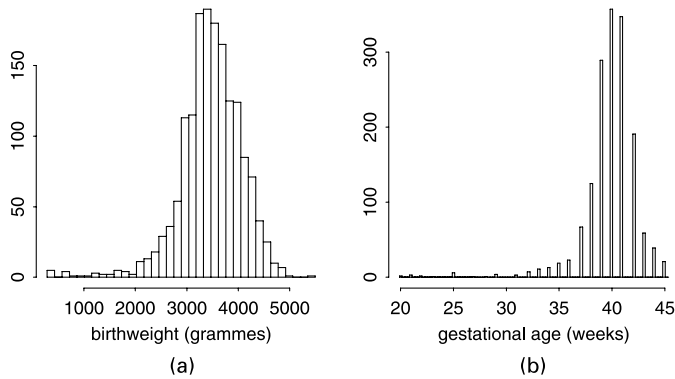 0 50 100 150
1000 2000 3000 4000 5000
birthweight (grammes)
(a)
0 100 200 300
20 25 30 35 40 45
gestational age (weeks)
(b)